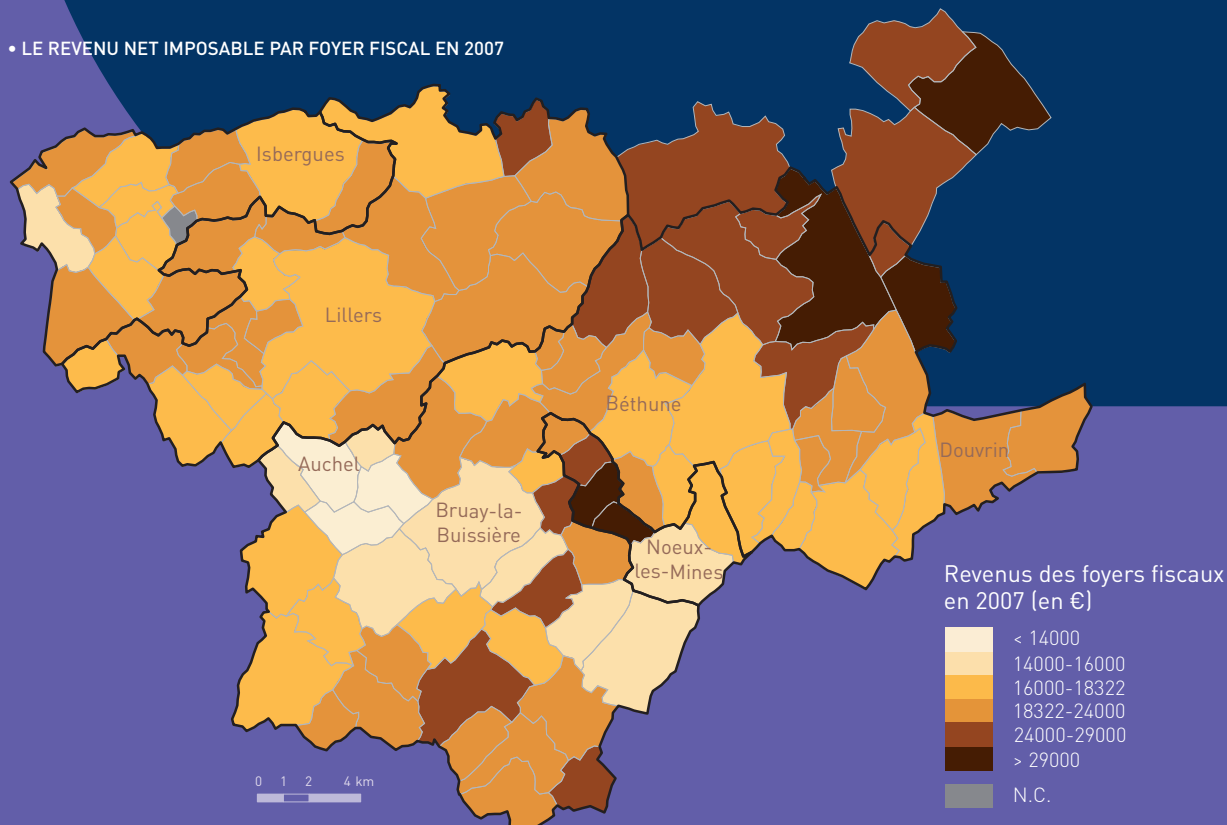 • LE REVENU NET IMPOSABLE PAR FOYER FISCAL EN 2007
Isbergues
Lillers
Béthune
Douvrin
Auchel
Bruay-la-
Buissière
Noeux-
les-Mines
Revenus des foyers fiscaux
en 2007 (en €)
< 14000
14000-16000
16000-18322
18322-24000
24000-29000
> 29000
N.C.
0 1 2 4 km